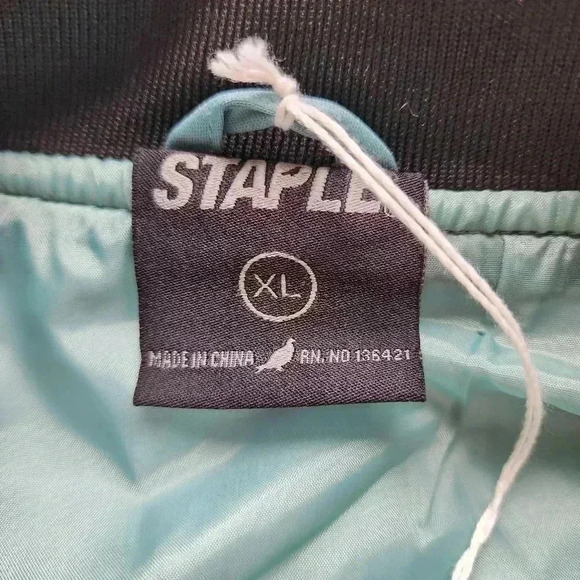 STAPLE
XL
MADE IN CHINA RN. NO 136421